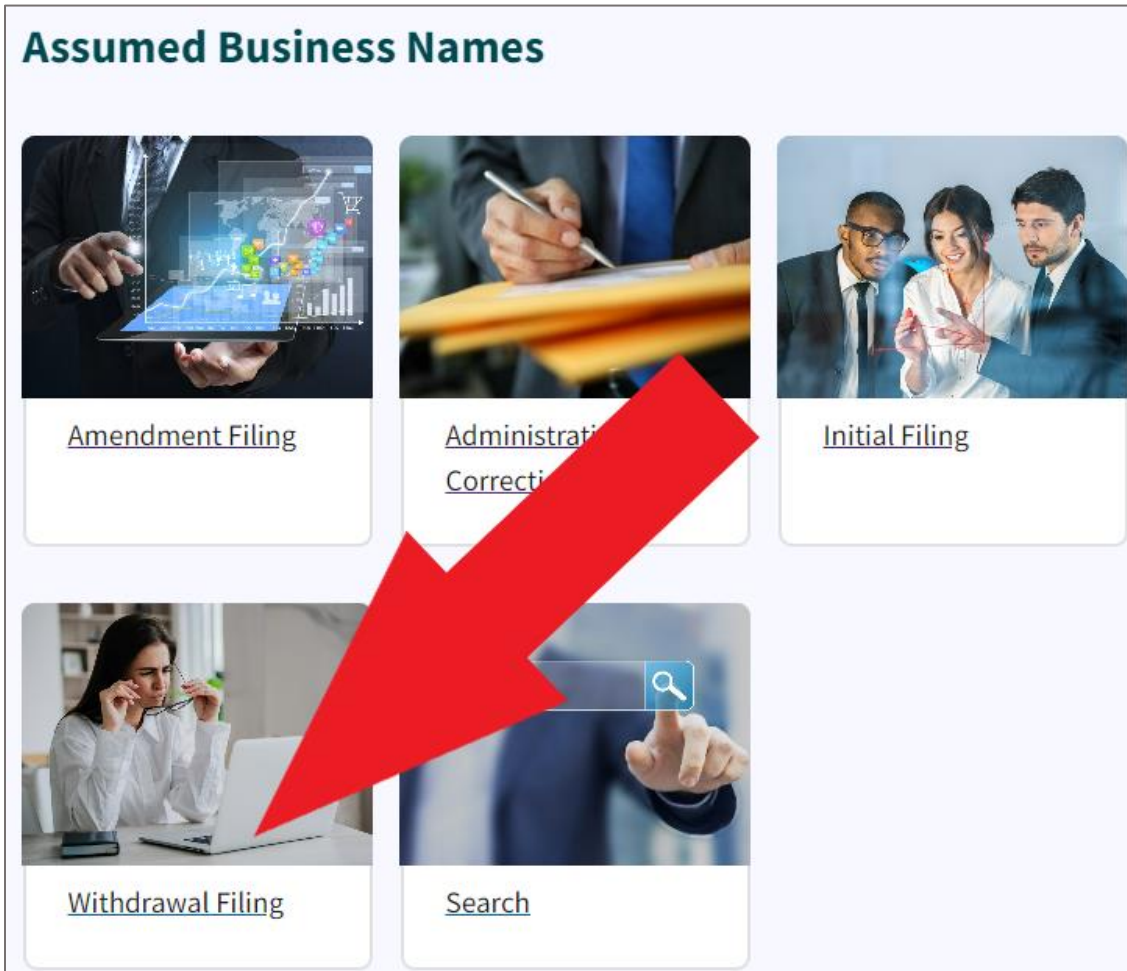 Assumed Business Names
Amendment Filing
Initial Filing
Withdrawal Filing
Search